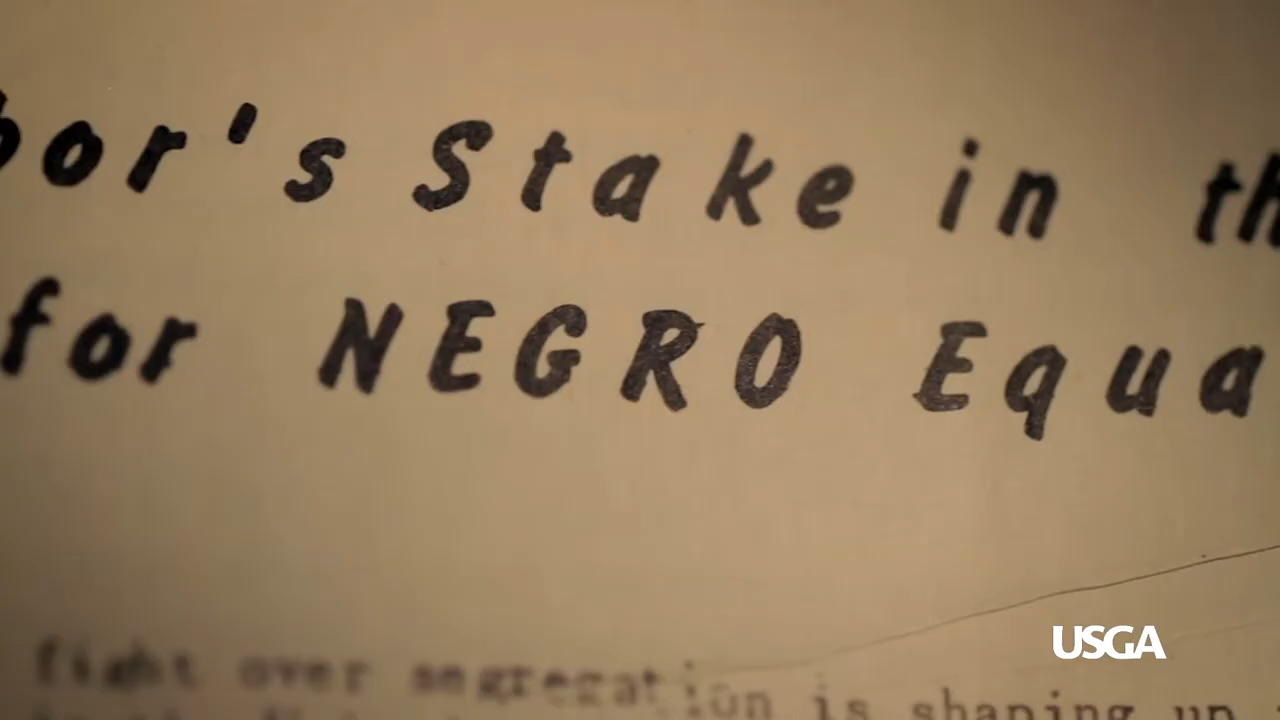 bor's Stake in th
for NEGRO Equa
fight over segregation is shaping up
USGA